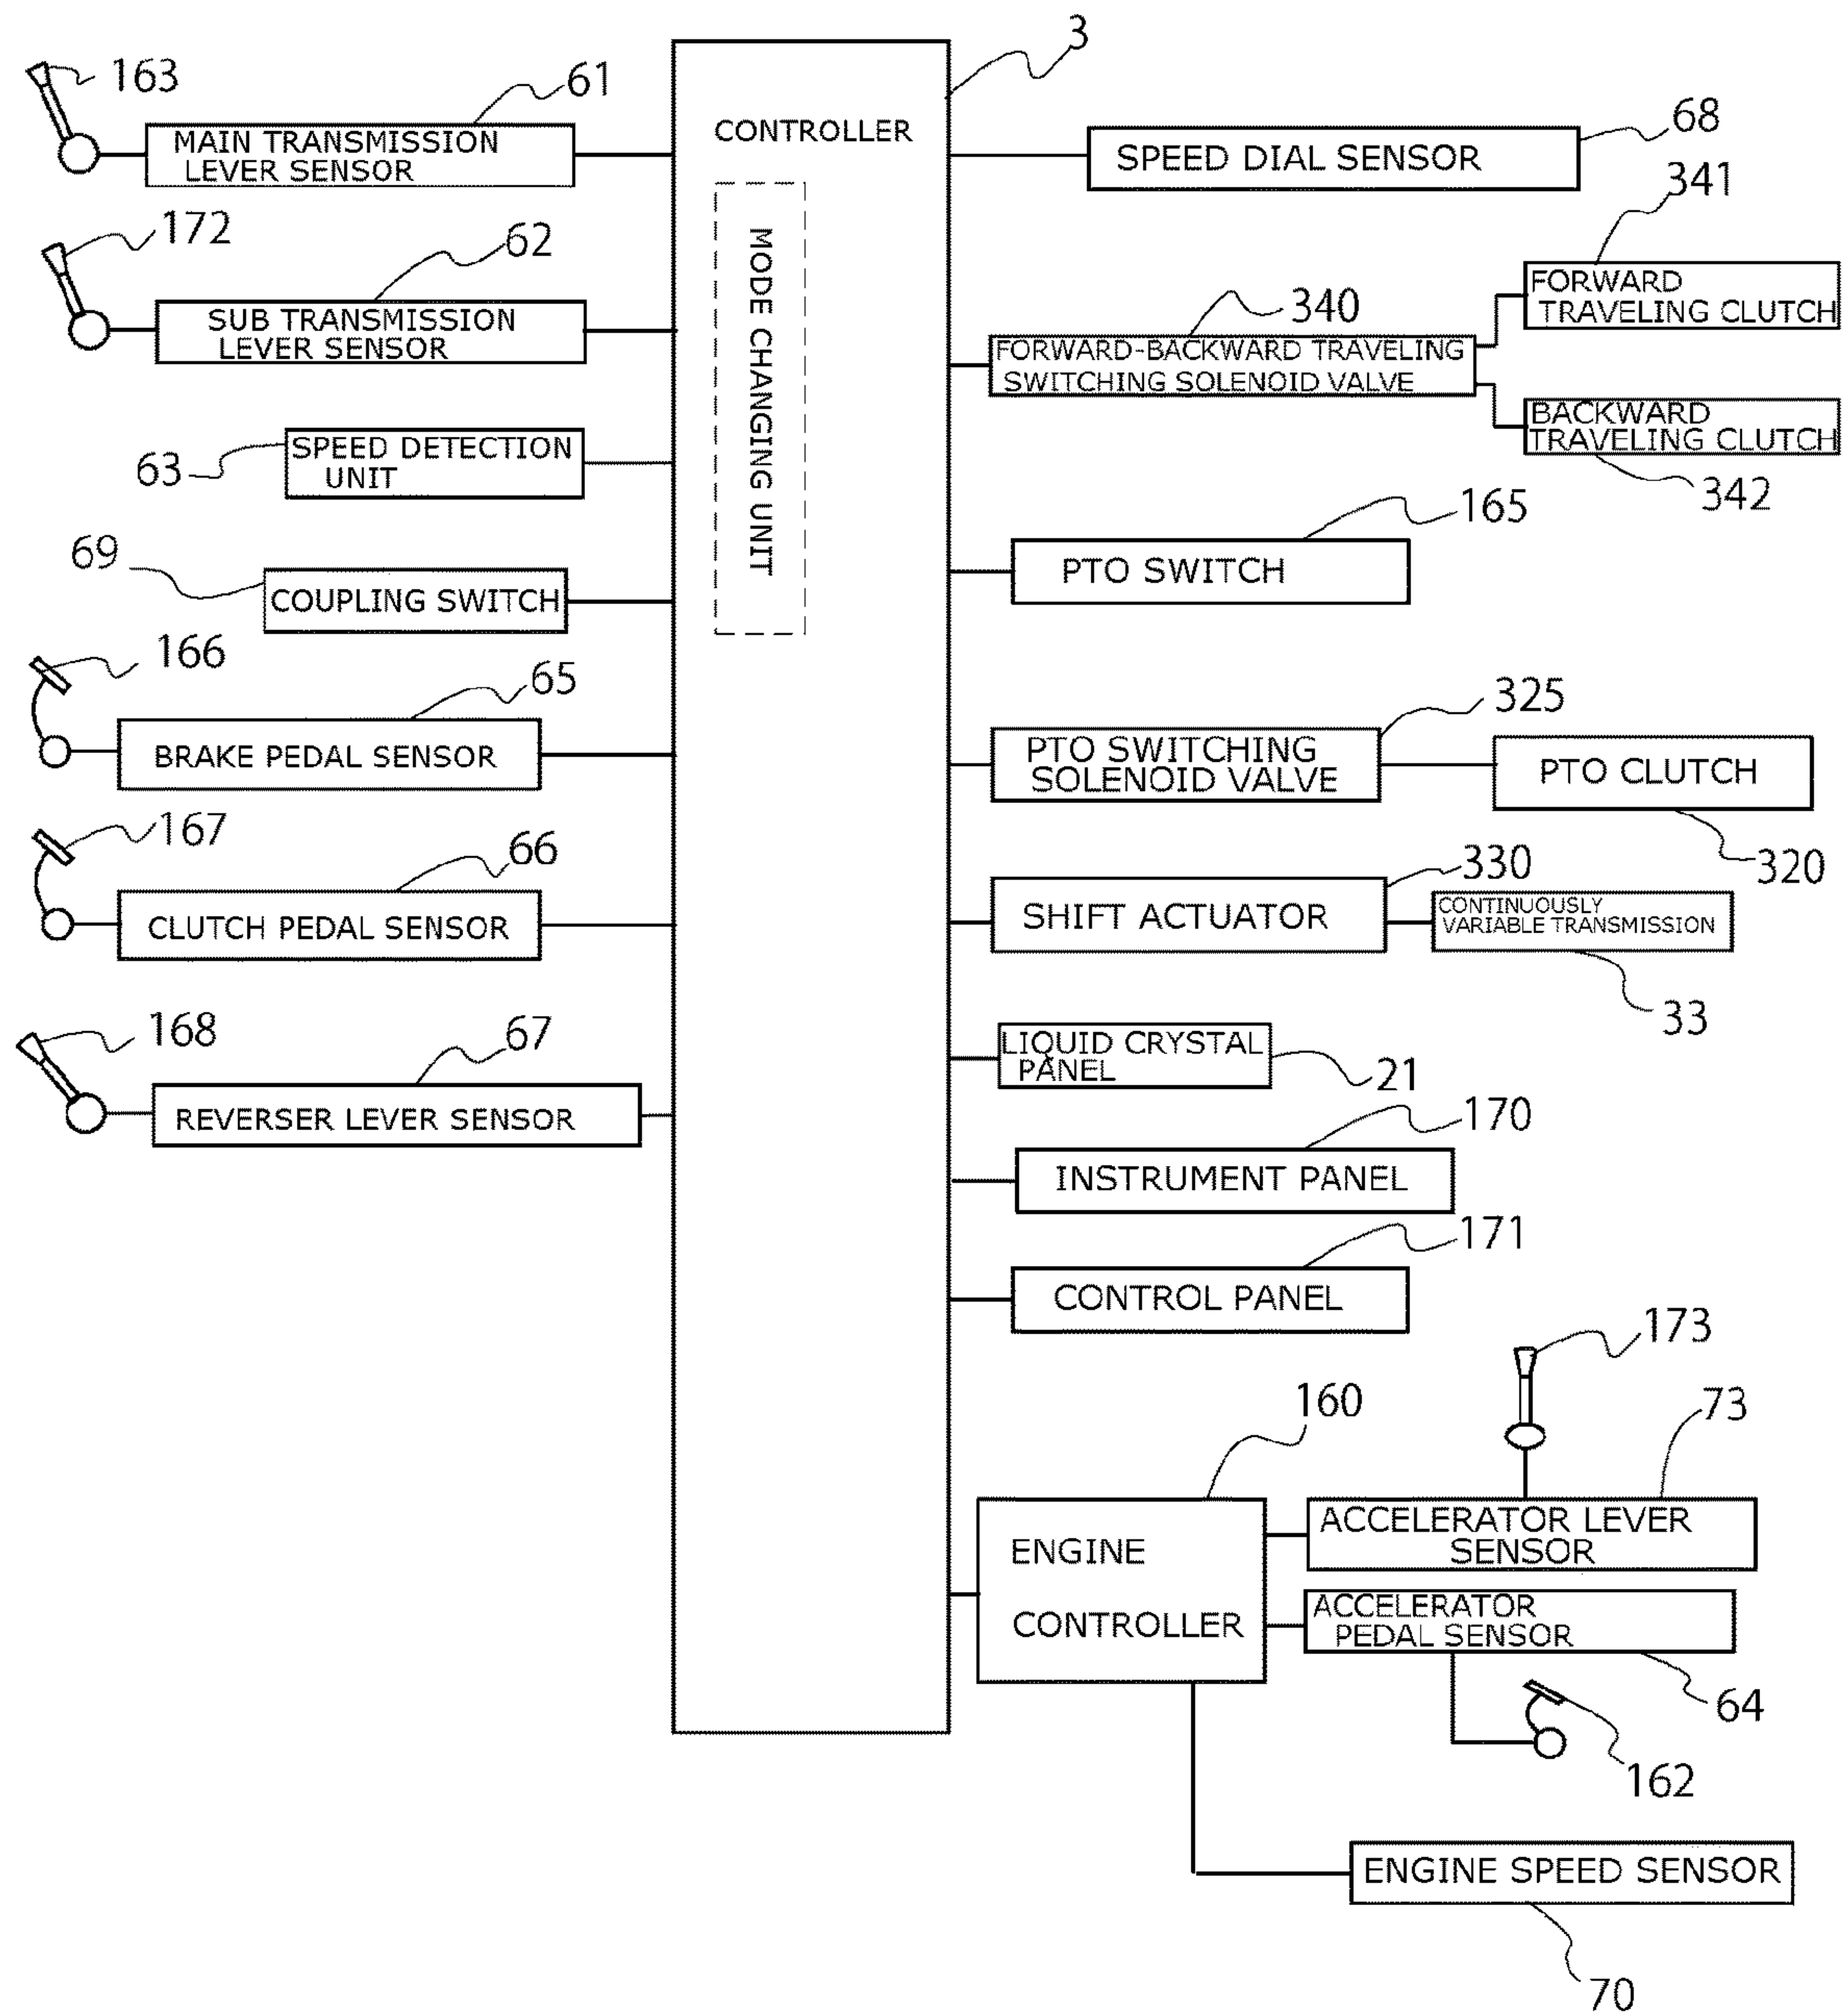 3
CONTROLLER
MODE CHANGING UNIT
163
61
MAIN TRANSMISSION
LEVER SENSOR
172
62
SUB TRANSMISSION
LEVER SENSOR
63
SPEED DETECTION
UNIT
69
COUPLING SWITCH
166
65
BRAKE PEDAL SENSOR
167
66
CLUTCH PEDAL SENSOR
168
67
REVERSER LEVER SENSOR
68
SPEED DIAL SENSOR
340
FORWARD-BACKWARD TRAVELING
SWITCHING SOLENOID VALVE
341
FORWARD
TRAVELING CLUTCH
BACKWARD
TRAVELING CLUTCH
342
165
PTO SWITCH
325
PTO SWITCHING
SOLENOID VALVE
PTO CLUTCH
320
330
SHIFT ACTUATOR
CONTINUOUSLY
VARIABLE TRANSMISSION
33
LIQUID CRYSTAL
PANEL
21
170
INSTRUMENT PANEL
171
CONTROL PANEL
160
ENGINE
CONTROLLER
173
73
ACCELERATOR LEVER
SENSOR
ACCELERATOR
PEDAL SENSOR
64
162
ENGINE SPEED SENSOR
70